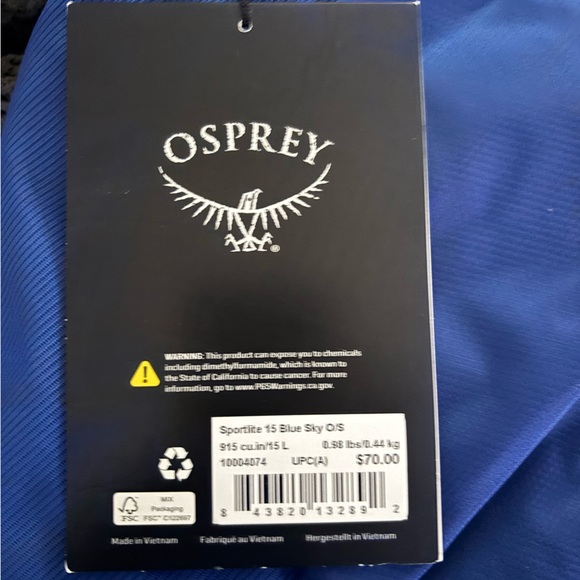 OSPREY
®
WARNING: This product can expose you to chemicals
including dimethylformamide, which is known to
the State of California to cause cancer. For more
information, go to www.P65Warnings.ca.gov.
Sportlite 15 Blue Sky O/S
915 cu.in/15 L 0.98 lbs/0.44 kg
10004074 UPC(A) $70.00
8 43820 13289 2
FSC
MIX
Packaging
FSC™ C122667
Made in Vietnam Fabriqué au Vietnam Hergestellt in Vietnam